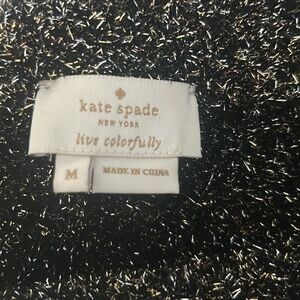 kate spade
NEW YORK
live colorfully
M
MADE IN CHINA